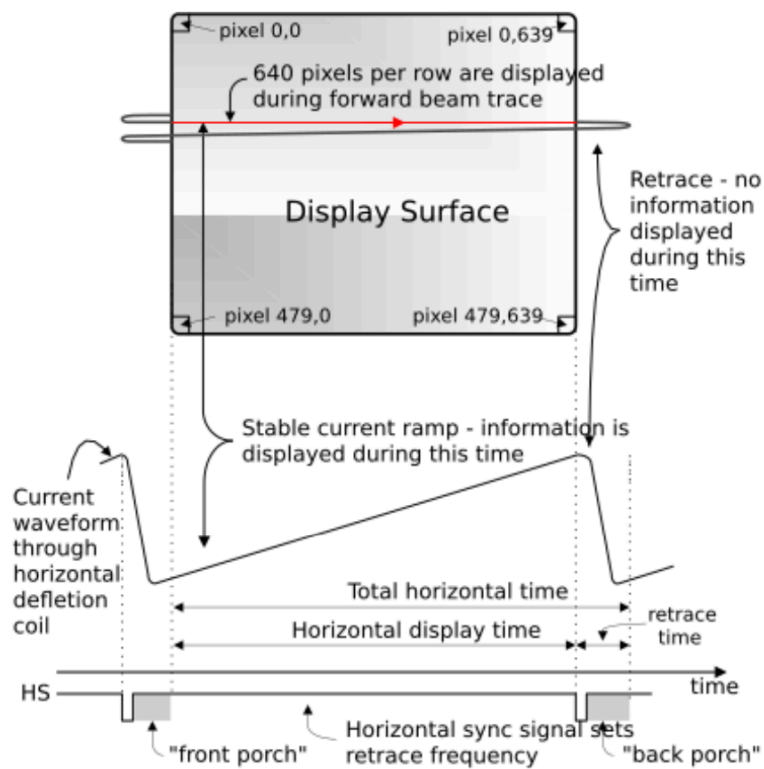 pixel 0,0
pixel 0,639
640 pixels per row are displayed
during forward beam trace
Display Surface
Retrace - no
information
displayed
during this
time
pixel 479,0
pixel 479,639
Stable current ramp - information is
displayed during this time
Current
waveform
through
horizontal
defletion
coil
Total horizontal time
Horizontal display time
retrace
time
time
HS
Horizontal sync signal sets
retrace frequency
"front porch"
"back porch"